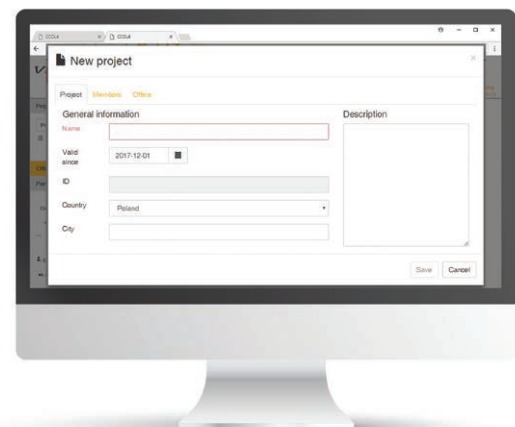 New project
Project Members Offers
General information
Description
Name
Valid
since
2017-12-01
ID
Country
Poland
City
Save Cancel